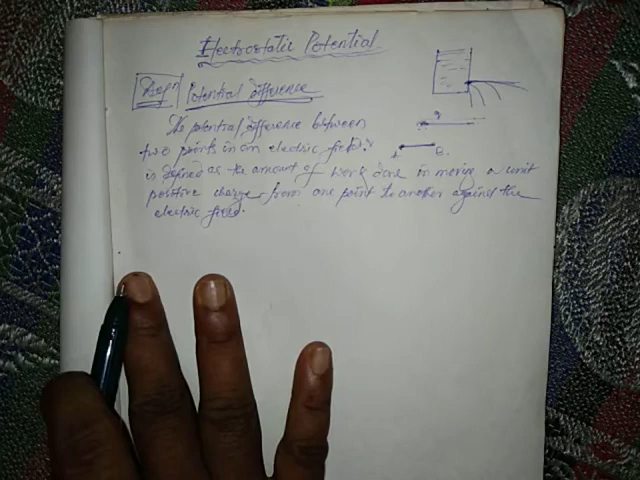 Electrostatic Potential
Defn Potential difference
The potential difference between
two points in an electric field
is defined as the amount of work done in moving a unit
positive charge from one point to another against the
electric field.
A B